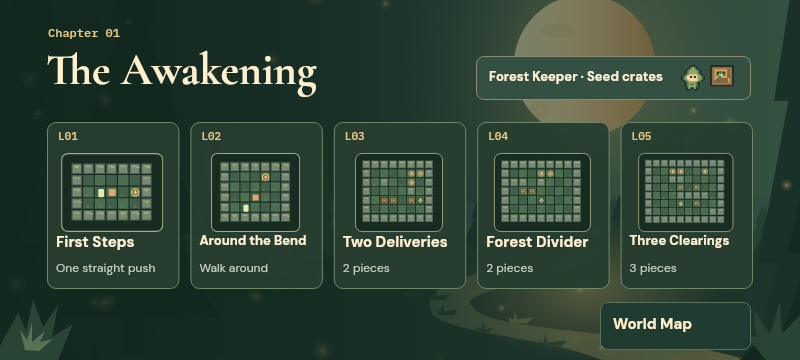 Chapter 01
The Awakening
Forest Keeper · Seed crates
L01
First Steps
One straight push
L02
Around the Bend
Walk around
L03
Two Deliveries
2 pieces
L04
Forest Divider
2 pieces
L05
Three Clearings
3 pieces
World Map